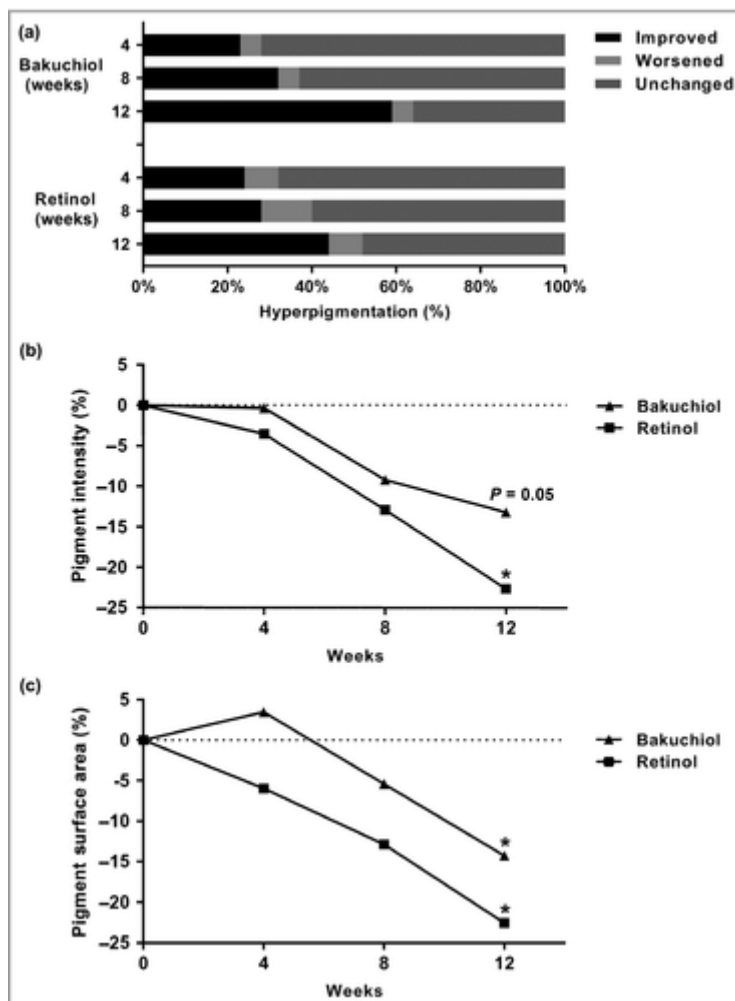 (a)
4
Bakuchiol 8
(weeks)
12
4
Retinol 8
(weeks)
12
0% 20% 40% 60% 80% 100%
Hyperpigmentation (%)
Improved
Worsened
Unchanged
(b)
Pigment intensity (%)
5
0
–5
–10
–15
–20
–25
0 4 8 12
Weeks
P = 0.05
*
Bakuchiol
Retinol
(c)
Pigment surface area (%)
5
0
-5
–10
–15
–20
–25
0 4 8 12
Weeks
*
*
Bakuchiol
Retinol